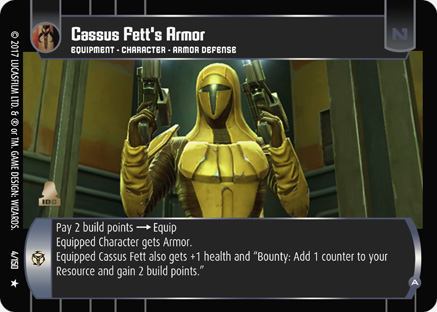 Cassus Fett's Armor
EQUIPMENT - CHARACTER - ARMOR DEFENSE
N
Pay 2 build points → Equip
Equipped Character gets Armor.
Equipped Cassus Fett also gets +1 health and “Bounty: Add 1 counter to your
Resource and gain 2 build points.”
A
© 2017 LUCASFILM LTD. & ® or TM. GAME DESIGN: WIZARDS.
4/150